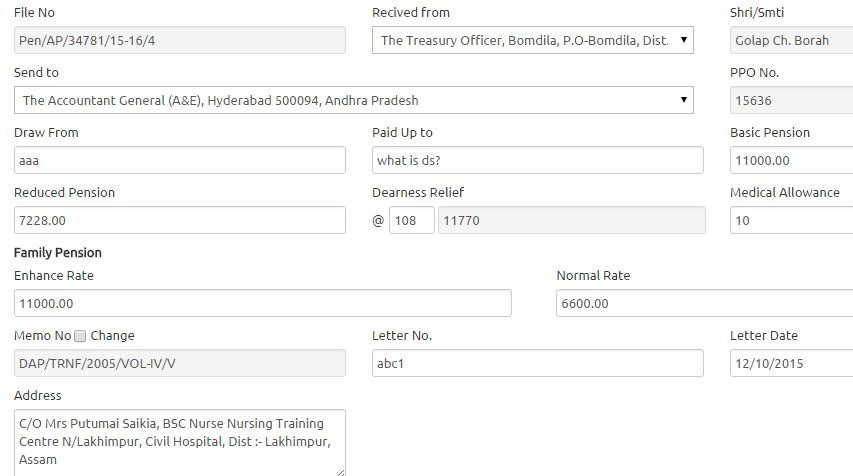 File No Recived from Shri/Smti
Pen/AP/34781/15-16/4 The Treasury Officer, Bomdila, P.O-Bomdila, Dist. Golap Ch. Borah
Send to PPO No.
The Accountant General (A&E), Hyderabad 500094, Andhra Pradesh 15636
Draw From Paid Up to Basic Pension
aaa what is ds? 11000.00
Reduced Pension Dearness Relief Medical Allowance
7228.00 @ 108 11770 10
Family Pension
Enhance Rate Normal Rate
11000.00 6600.00
Memo No Change Letter No. Letter Date
DAP/TRNF/2005/VOL-IV/V abc1 12/10/2015
Address
C/O Mrs Putumai Saikia, BSC Nurse Nursing Training
Centre N/Lakhimpur, Civil Hospital, Dist :- Lakhimpur,
Assam